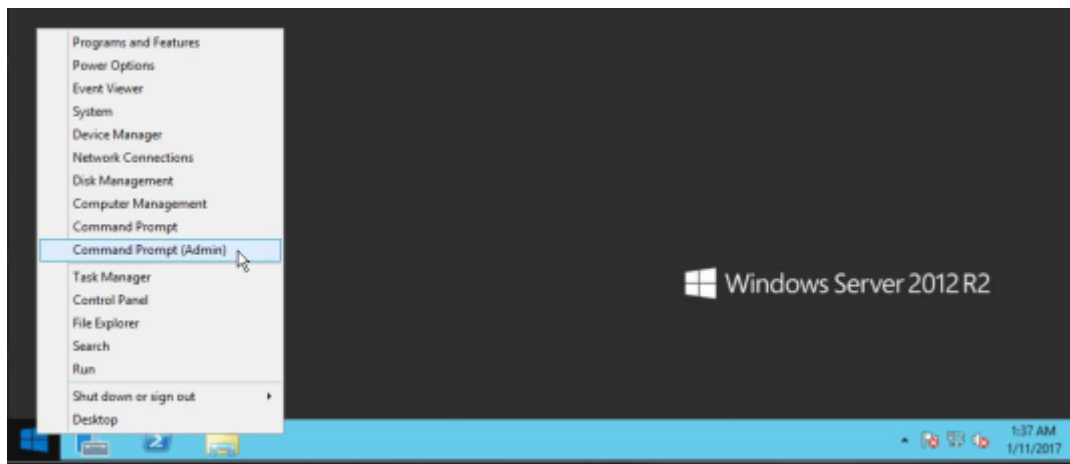 Programs and Features
Power Options
Event Viewer
System
Device Manager
Network Connections
Disk Management
Computer Management
Command Prompt
Command Prompt (Admin)
Task Manager
Control Panel
File Explorer
Search
Run
Shut down or sign out
Desktop
Windows Server 2012 R2
1:37 AM
1/11/2017